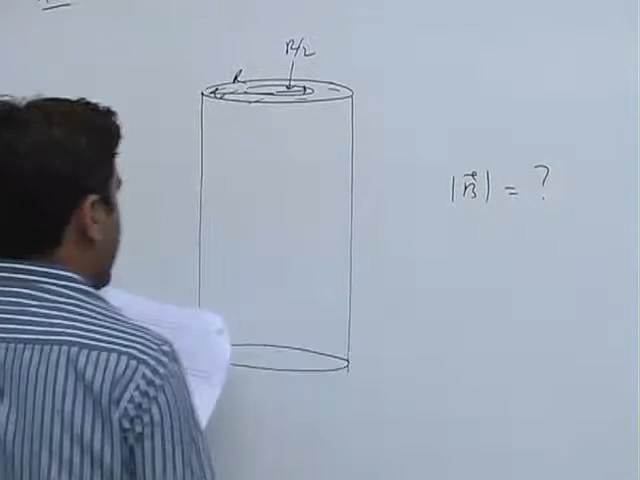 R/2
R
|B⃗| = ?